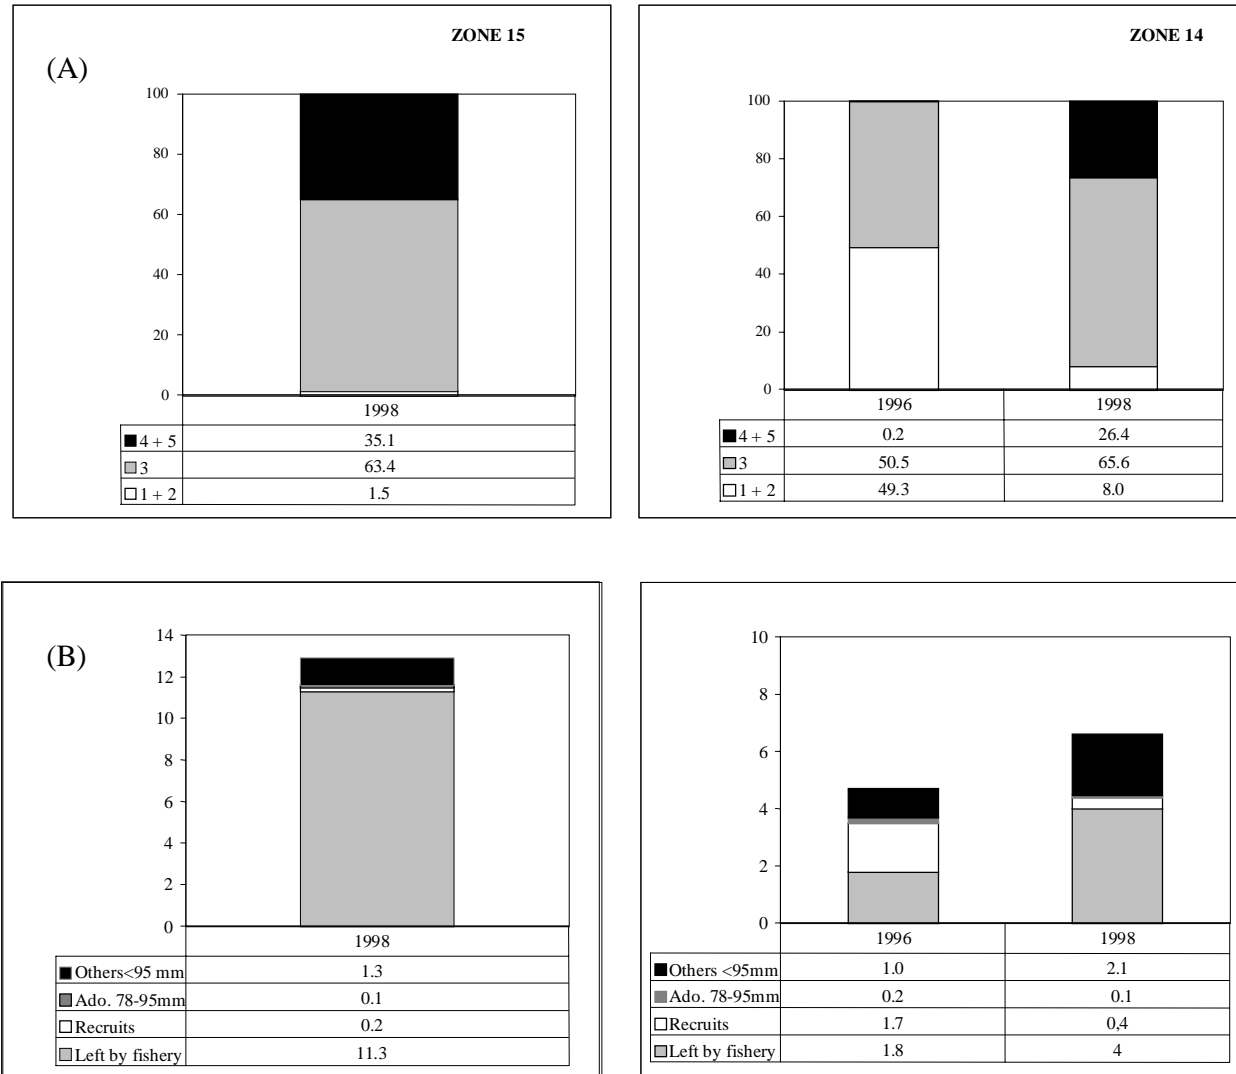 ZONE 15
(A)
100
80
60
40
20
0
1998
4 + 5 35.1
3 63.4
1 + 2 1.5
ZONE 14
100
80
60
40
20
0
1996 1998
4 + 5 0.2 26.4
3 50.5 65.6
1 + 2 49.3 8.0
(B)
14
12
10
8
6
4
2
0
1998
Others<95 mm 1.3
Ado. 78-95mm 0.1
Recruits 0.2
Left by fishery 11.3
10
8
6
4
2
0
1996 1998
Others <95mm 1.0 2.1
Ado. 78-95mm 0.2 0.1
Recruits 1.7 0,4
Left by fishery 1.8 4